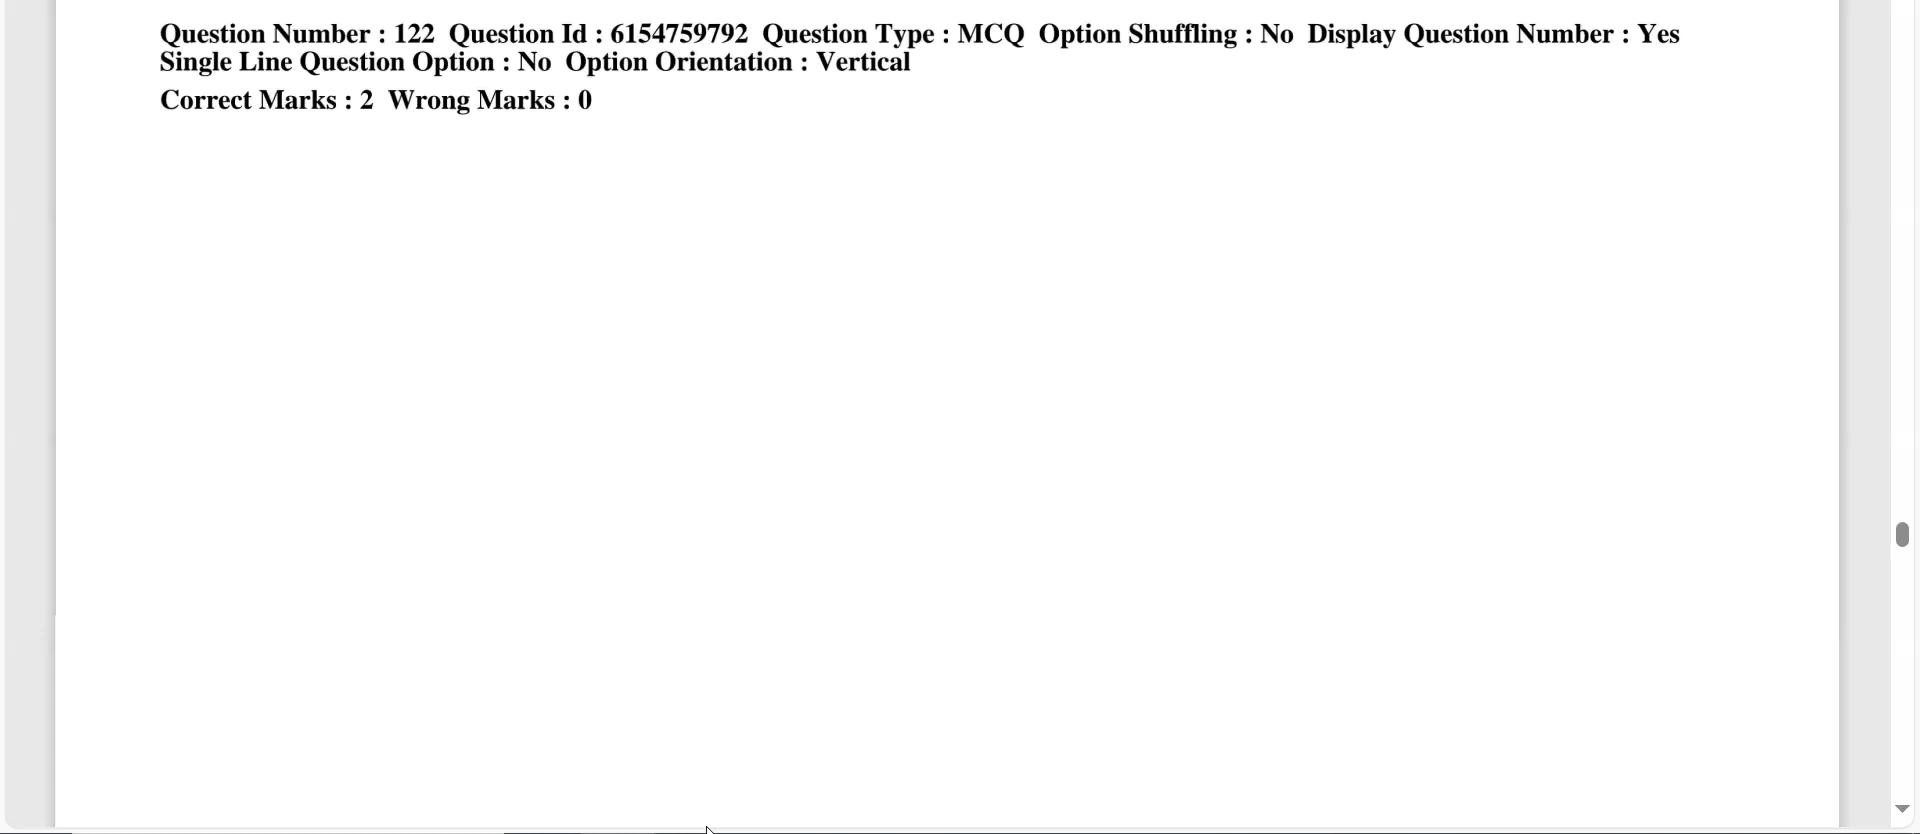 Question Number : 122 Question Id : 6154759792 Question Type : MCQ Option Shuffling : No Display Question Number : Yes
Single Line Question Option : No Option Orientation : Vertical
Correct Marks : 2 Wrong Marks : 0